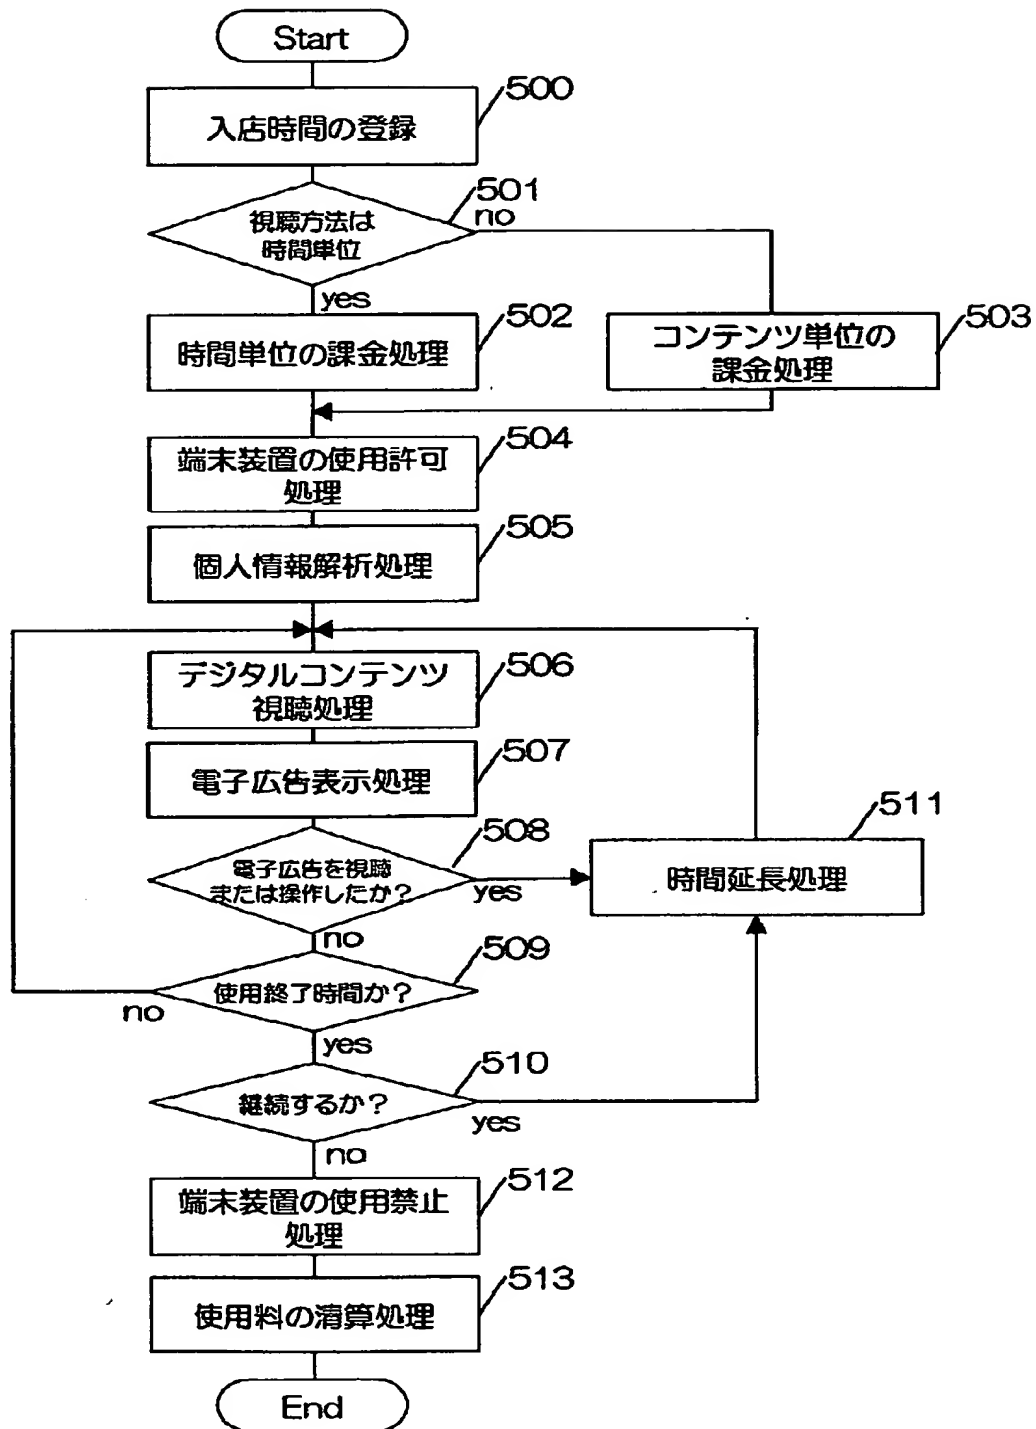 Start
500
入店時間の登録
501
視聴方法は
時間単位
no
yes
502
時間単位の課金処理
503
コンテンツ単位の
課金処理
504
端末装置の使用許可
処理
505
個人情報解析処理
506
デジタルコンテンツ
視聴処理
507
電子広告表示処理
508
電子広告を視聴
または操作したか?
yes
511
時間延長処理
no
509
使用終了時間か?
no
yes
510
継続するか?
yes
no
512
端末装置の使用禁止
処理
513
使用料の清算処理
End